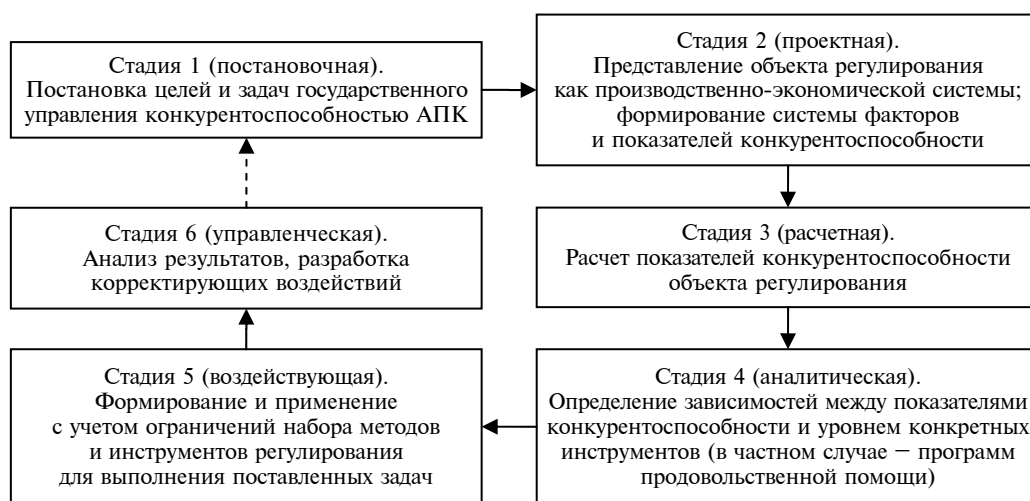 Стадия 1 (постановочная).
Постановка целей и задач государственного
управления конкурентоспособностью АПК
Стадия 2 (проектная).
Представление объекта регулирования
как производственно-экономической системы;
формирование системы факторов
и показателей конкурентоспособности
Стадия 3 (расчетная).
Расчет показателей конкурентоспособности
объекта регулирования
Стадия 4 (аналитическая).
Определение зависимостей между показателями
конкурентоспособности и уровнем конкретных
инструментов (в частном случае − программ
продовольственной помощи)
Стадия 5 (воздействующая).
Формирование и применение
с учетом ограничений набора методов
и инструментов регулирования
для выполнения поставленных задач
Стадия 6 (управленческая).
Анализ результатов, разработка
корректирующих воздействий